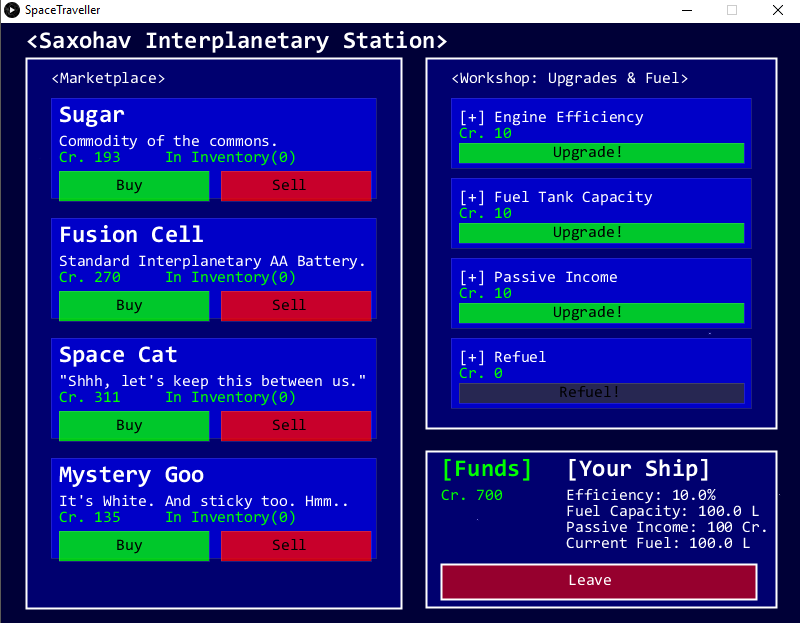 SpaceTraveller
<Saxohav Interplanetary Station>
<Marketplace>
Sugar
Commodity of the commons.
Cr. 193 In Inventory(0)
Buy Sell
Fusion Cell
Standard Interplanetary AA Battery.
Cr. 270 In Inventory(0)
Buy Sell
Space Cat
"Shhh, let's keep this between us."
Cr. 311 In Inventory(0)
Buy Sell
Mystery Goo
It's White. And sticky too. Hmm..
Cr. 135 In Inventory(0)
Buy Sell
<Workshop: Upgrades & Fuel>
[+] Engine Efficiency
Cr. 10
Upgrade!
[+] Fuel Tank Capacity
Cr. 10
Upgrade!
[+] Passive Income
Cr. 10
Upgrade!
[+] Refuel
Cr. 0
Refuel!
[Funds]
Cr. 700
[Your Ship]
Efficiency: 10.0%
Fuel Capacity: 100.0 L
Passive Income: 100 Cr.
Current Fuel: 100.0 L
Leave